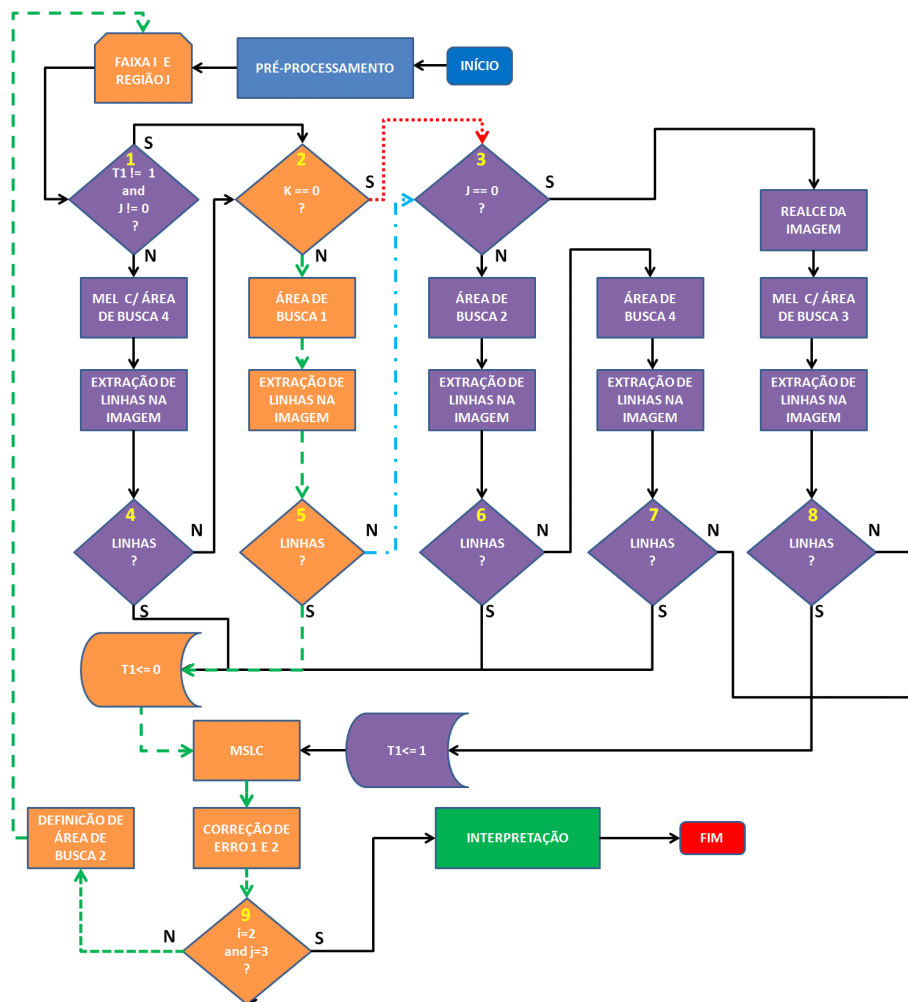 FAIXA I E
REGIÃO J
PRÉ-PROCESSAMENTO
INÍCIO
S
1
T1 != 1
and
J != 0
?
N
2
K == 0
?
S
N
3
J == 0
?
S
N
REALCE DA
IMAGEM
MEL C/ ÁREA
DE BUSCA 4
ÁREA DE
BUSCA 1
ÁREA DE
BUSCA 2
ÁREA DE
BUSCA 4
MEL C/ ÁREA
DE BUSCA 3
EXTRAÇÃO DE
LINHAS NA
IMAGEM
EXTRAÇÃO DE
LINHAS NA
IMAGEM
EXTRAÇÃO DE
LINHAS NA
IMAGEM
EXTRAÇÃO DE
LINHAS NA
IMAGEM
EXTRAÇÃO DE
LINHAS NA
IMAGEM
4
LINHAS
?
N
S
5
LINHAS
?
N
S
6
LINHAS
?
N
S
7
LINHAS
?
N
S
8
LINHAS
?
N
S
T1<= 0
MSLC
T1<= 1
DEFINICÃO DE
ÁREA DE
BUSCA 2
CORREÇÃO DE
ERRO 1 E 2
INTERPRETAÇÃO
FIM
9
i=2
and j=3
?
N
S